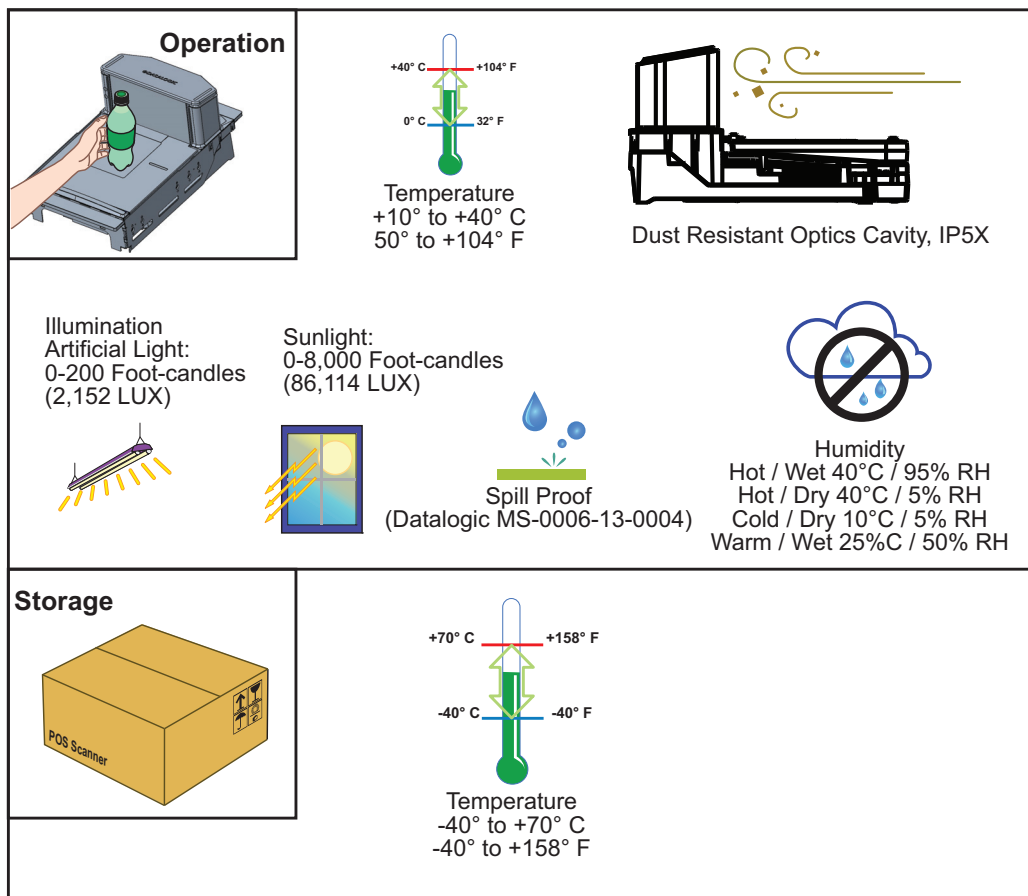 Operation
+40° C
+104° F
0° C
32° F
Temperature
+10° to +40° C
50° to +104° F
Dust Resistant Optics Cavity, IP5X
Illumination
Artificial Light:
0-200 Foot-candles
(2,152 LUX)
Sunlight:
0-8,000 Foot-candles
(86,114 LUX)
Spill Proof
(Datalogic MS-0006-13-0004)
Humidity
Hot / Wet 40°C / 95% RH
Hot / Dry 40°C / 5% RH
Cold / Dry 10°C / 5% RH
Warm / Wet 25%C / 50% RH
Storage
POS Scanner
+70° C
+158° F
-40° C
-40° F
Temperature
-40° to +70° C
-40° to +158° F